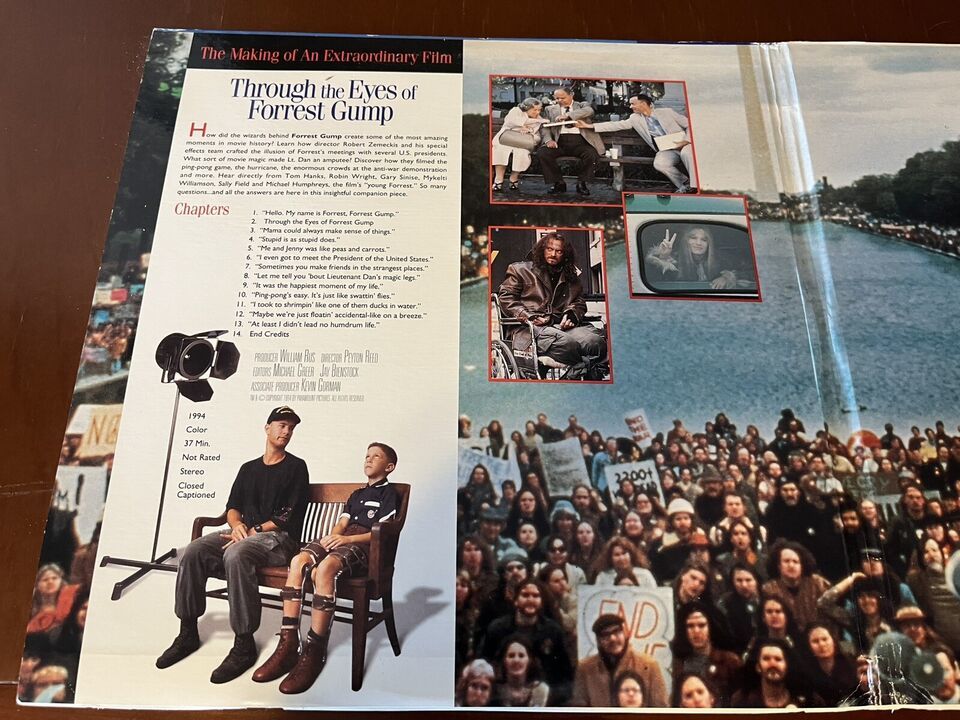 The Making of An Extraordinary Film
Through the Eyes of
Forrest Gump
How did the wizards behind Forrest Gump create some of the most amazing
moments in movie history? Learn how director Robert Zemeckis and his special
effects team crafted the illusion of Forrest's meetings with several U.S. presidents.
What sort of movie magic made Lt. Dan an amputee? Discover how they filmed the
ping-pong game, the hurricane, the enormous crowds at the anti-war demonstration
and more. Hear directly from Tom Hanks, Robin Wright, Gary Sinise, Mykelti
Williamson, Sally Field and Michael Humphreys, the film's "young Forrest." So many
questions...and all the answers are here in this insightful companion piece.
Chapters
1. "Hello. My name is Forrest, Forrest Gump."
2. Through the Eyes of Forrest Gump
3. "Mama could always make sense of things."
4. "Stupid is as stupid does."
5. "Me and Jenny was like peas and carrots."
6. "I even got to meet the President of the United States."
7. "Sometimes you make friends in the strangest places."
8. "Let me tell you 'bout Lieutenant Dan's magic legs."
9. "It was the happiest moment of my life."
10. "Ping-pong's easy. It's just like swattin' flies."
11. "I took to shrimpin' like one of them ducks in water."
12. "Maybe we're just floatin' accidental-like on a breeze."
13. "At least I didn't lead no humdrum life."
14. End Credits
PRODUCER WILLIAM RUS DIRECTOR PEYTON REED
EDITORS MICHAEL GREER JAY BIENSTOCK
ASSOCIATE PRODUCER KEVIN GORMAN
TM & © COPYRIGHT 1994 BY PARAMOUNT PICTURES. ALL RIGHTS RESERVED.
1994
Color
37 Min.
Not Rated
Stereo
Closed
Captioned
2200+
END